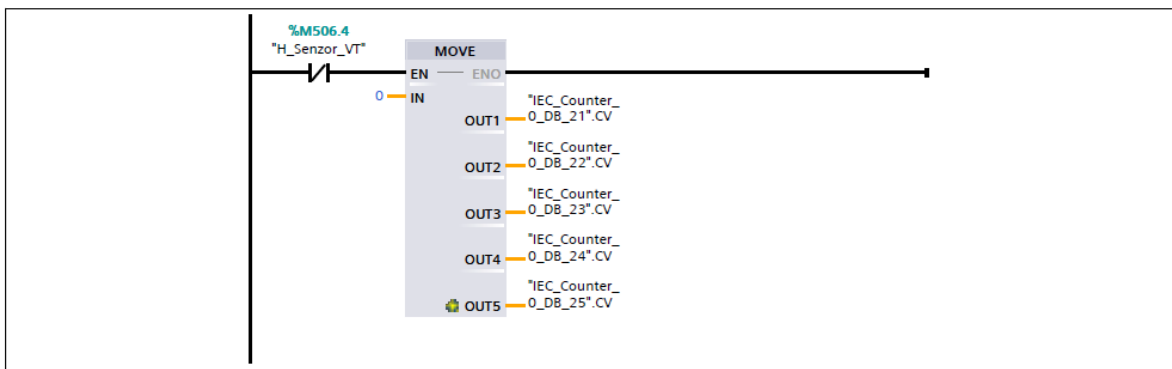 %M506.4
"H_Senzor_VT"
MOVE
EN
ENO
0
IN
OUT1
"IEC_Counter_
0_DB_21".CV
OUT2
"IEC_Counter_
0_DB_22".CV
OUT3
"IEC_Counter_
0_DB_23".CV
OUT4
"IEC_Counter_
0_DB_24".CV
OUT5
"IEC_Counter_
0_DB_25".CV